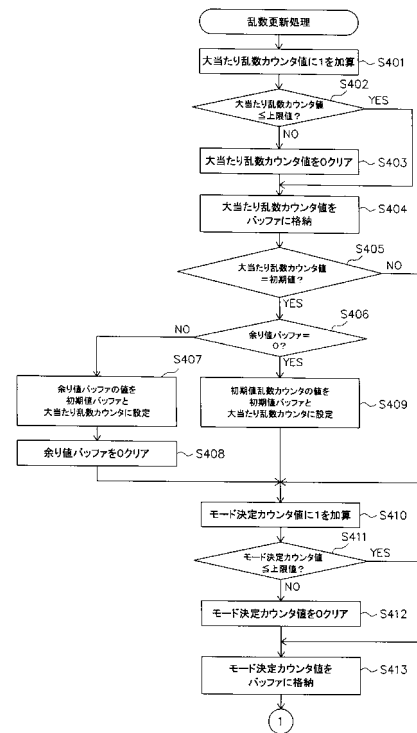 乱数更新処理
大当たり乱数カウンタ値に1を加算
S401
S402
大当たり乱数カウンタ値
≦上限値?
YES
NO
大当たり乱数カウンタ値を0クリア
S403
大当たり乱数カウンタ値を
バッファに格納
S404
S405
大当たり乱数カウンタ値
=初期値?
NO
YES
S406
NO
余り値バッファ=
0?
S407
YES
余り値バッファの値を
初期値バッファと
大当たり乱数カウンタに設定
初期値乱数カウンタの値を
初期値バッファと
大当たり乱数カウンタに設定
S409
余り値バッファを0クリア
S408
モード決定カウンタ値に1を加算
S410
S411
モード決定カウンタ値
≦上限値?
YES
NO
モード決定カウンタ値を0クリア
S412
モード決定カウンタ値を
バッファに格納
S413
1